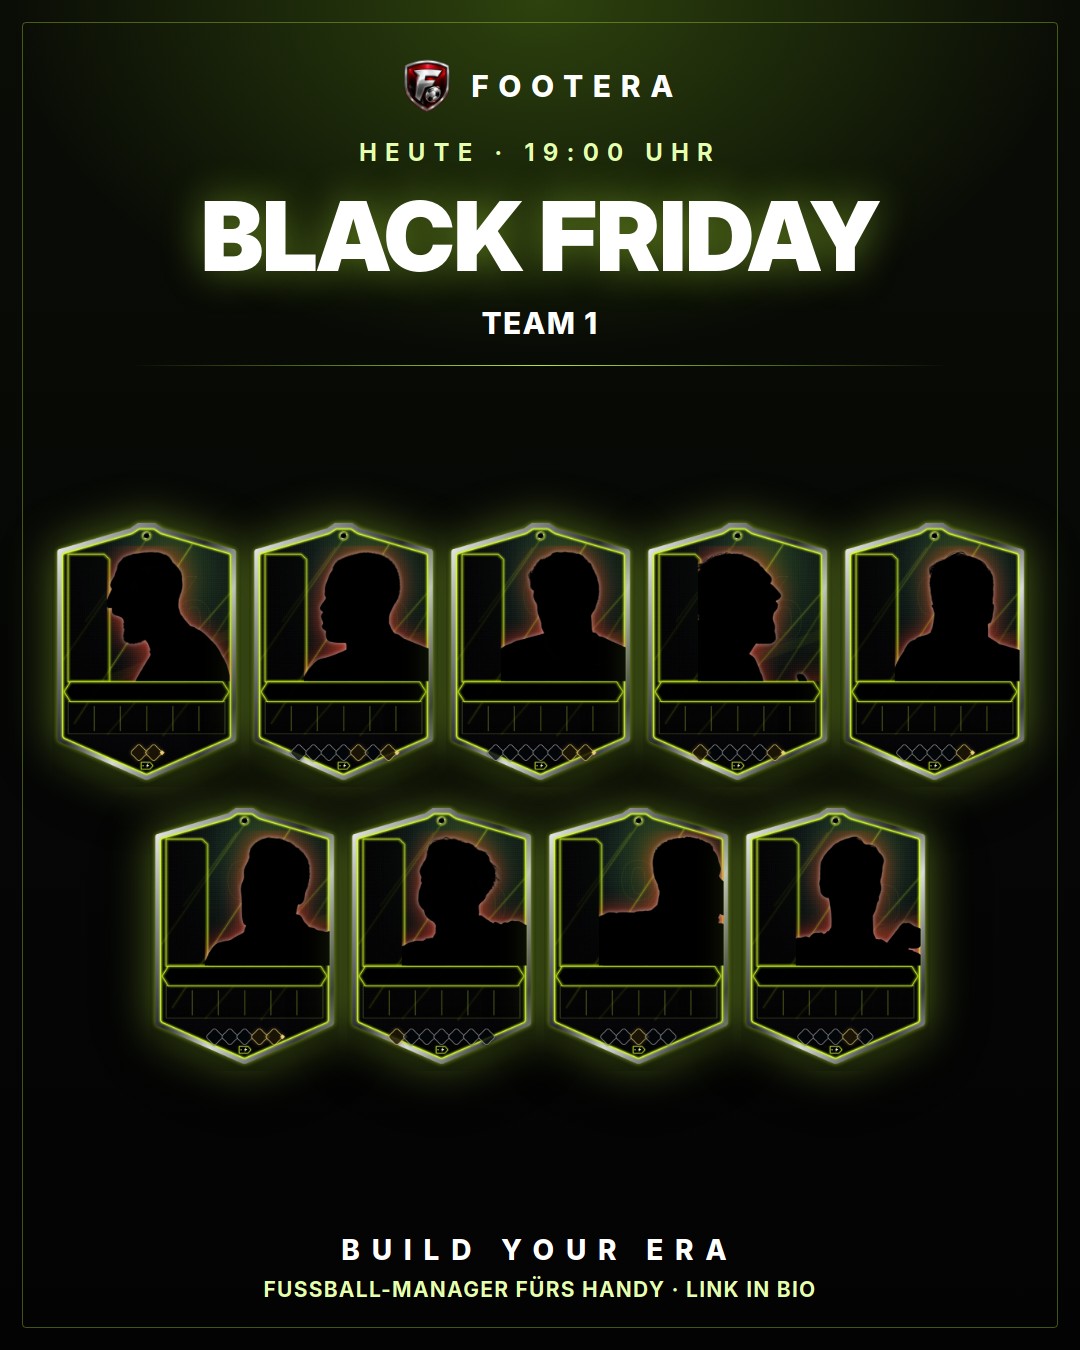 FOOTERA
HEUTE · 19:00 UHR
BLACK FRIDAY
TEAM 1
BUILD YOUR ERA
FUSSBALL-MANAGER FÜRS HANDY · LINK IN BIO